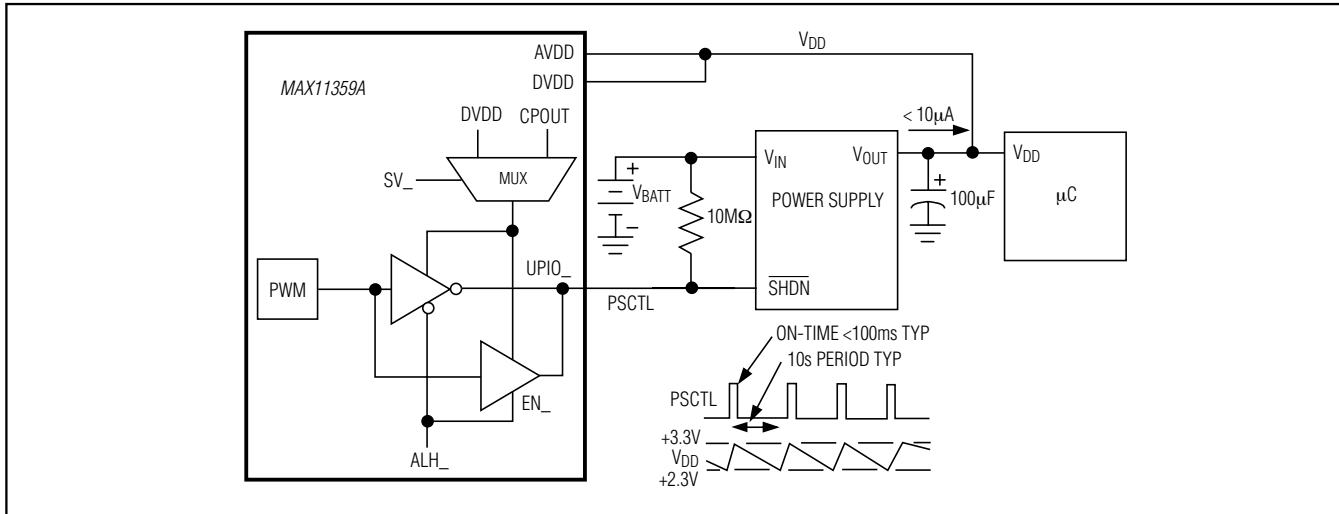 AVDD
DVDD
VDD
MAX11359A
DVDD
CPOUT
SV_
MUX
PWM
UPIO_
PSCTL
EN_
ALH_
+
VBATT
–
10MΩ
VIN
VOUT
POWER SUPPLY
SHDN
< 10μA
+
100μF
VDD
μC
ON-TIME <100ms TYP
10s PERIOD TYP
PSCTL
+3.3V
VDD
+2.3V